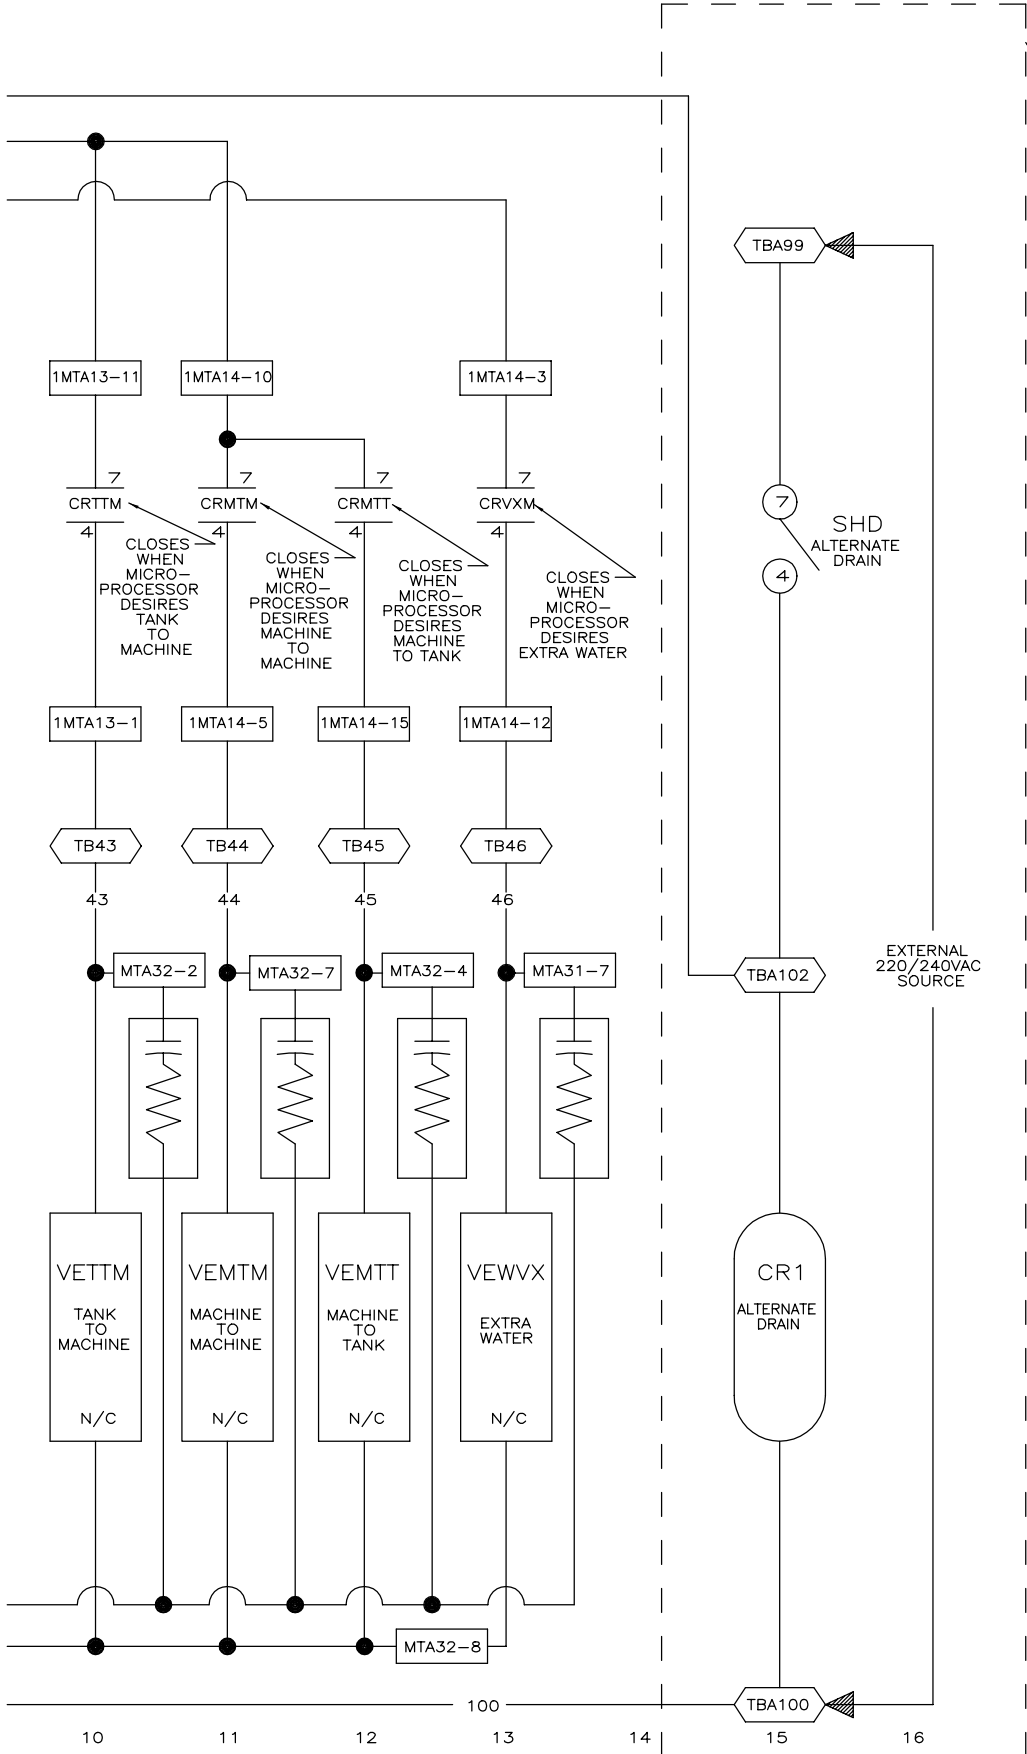 TBA99
1MTA13-11
1MTA14-10
1MTA14-3
7
7
7
7
7
CRTTM
CRMTM
CRMTT
CRVXM
4
4
4
4
SHD
ALTERNATE
DRAIN
4
CLOSES
WHEN
MICRO-
PROCESSOR
DESIRES
TANK
TO
MACHINE
CLOSES
WHEN
MICRO-
PROCESSOR
DESIRES
MACHINE
TO
MACHINE
CLOSES
WHEN
MICRO-
PROCESSOR
DESIRES
MACHINE
TO TANK
CLOSES
WHEN
MICRO-
PROCESSOR
DESIRES
EXTRA WATER
1MTA13-1
1MTA14-5
1MTA14-15
1MTA14-12
TB43
TB44
TB45
TB46
43
44
45
46
MTA32-2
MTA32-7
MTA32-4
MTA31-7
TBA102
EXTERNAL
220/240VAC
SOURCE
VETTM
TANK
TO
MACHINE
N/C
VEMTM
MACHINE
TO
MACHINE
N/C
VEMTT
MACHINE
TO
TANK
N/C
VEWVX
EXTRA
WATER
N/C
CR1
ALTERNATE
DRAIN
MTA32-8
100
TBA100
10
11
12
13
14
15
16